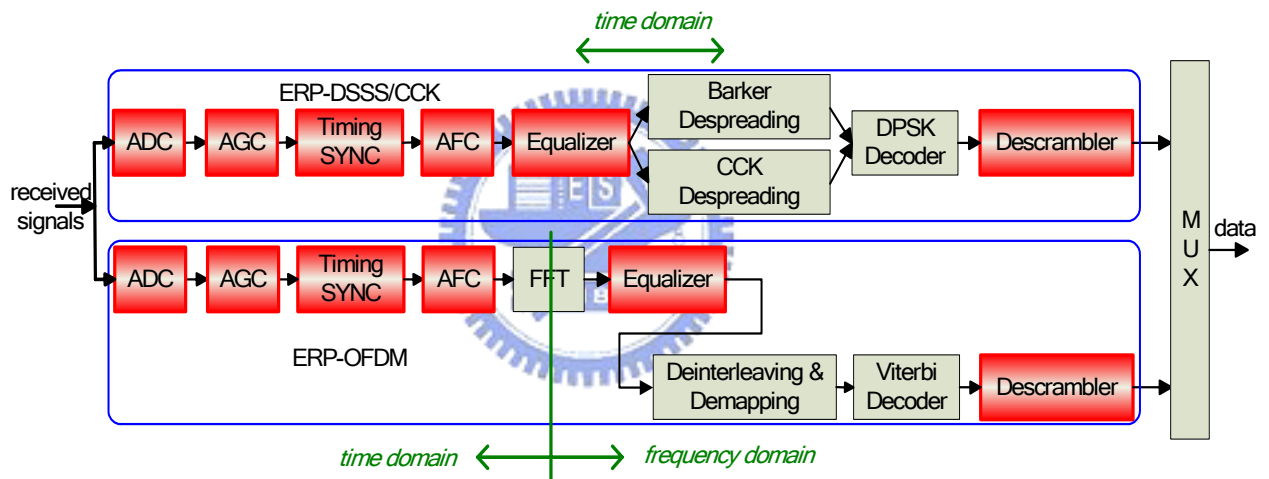 time domain
ERP-DSSS/CCK
ADC
AGC
Timing
SYNC
AFC
Equalizer
Barker
Despreading
CCK
Despreading
DPSK
Decoder
Descrambler
received
signals
M
U
X
data
ADC
AGC
Timing
SYNC
AFC
FFT
Equalizer
ERP-OFDM
Deinterleaving &
Demapping
Viterbi
Decoder
Descrambler
time domain
frequency domain